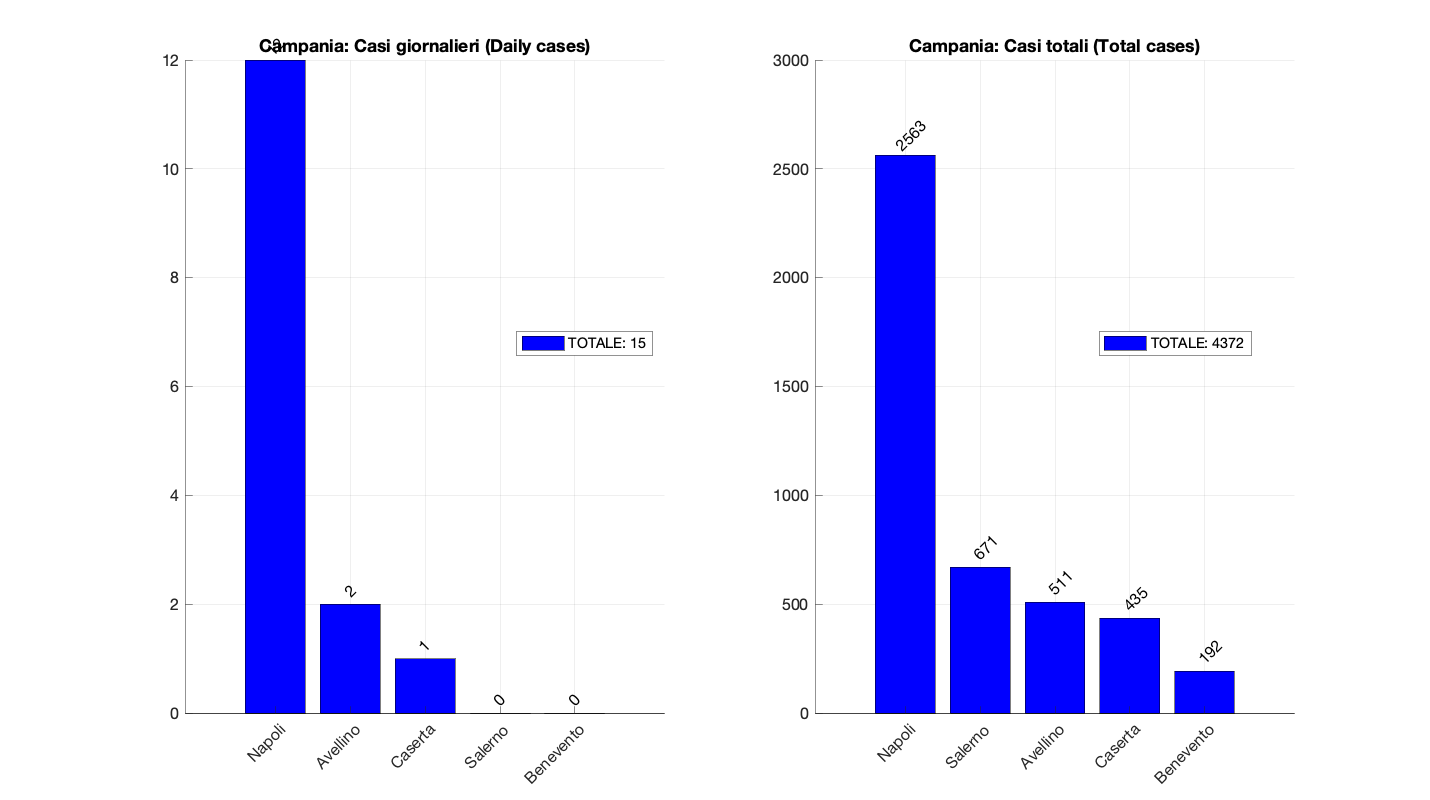 Campania: Casi giornalieri (Daily cases)
12
12
10
8
6
4
2
0
2
1
0
0
TOTALE: 15
Napoli
Avellino
Caserta
Salerno
Benevento
Campania: Casi totali (Total cases)
3000
2500
2000
1500
1000
500
0
2563
671
511
435
192
TOTALE: 4372
Napoli
Salerno
Avellino
Caserta
Benevento